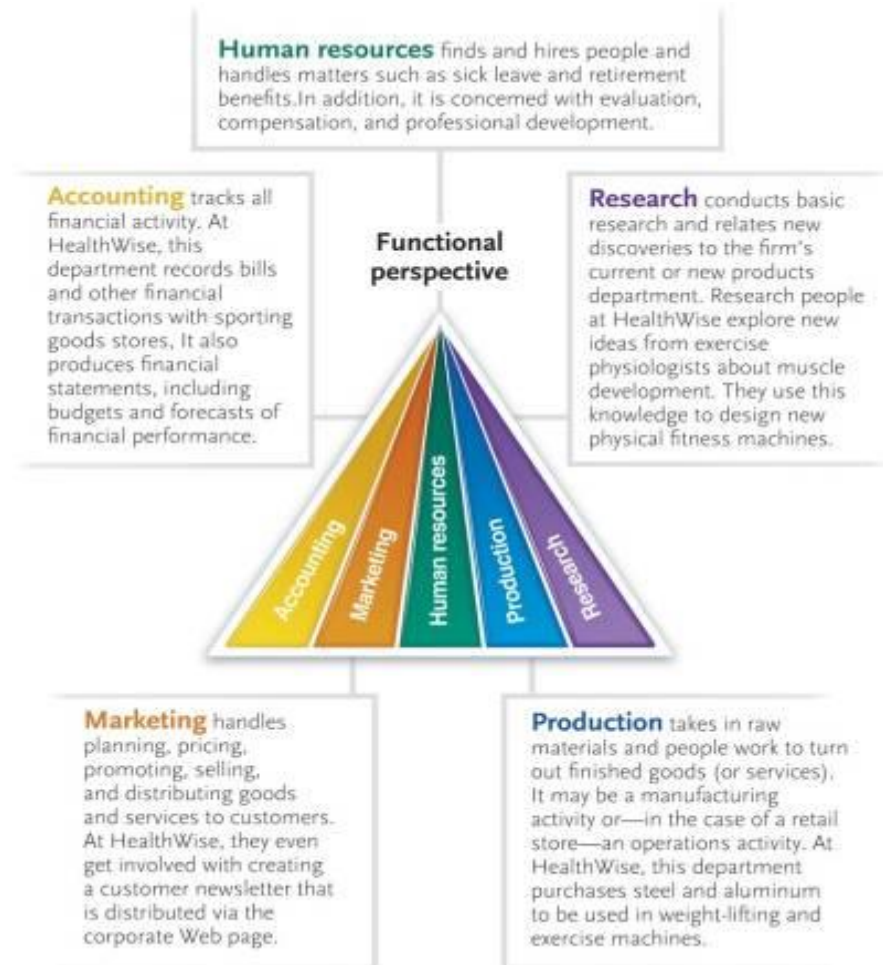 Human resources finds and hires people and
handles matters such as sick leave and retirement
benefits.In addition, it is concerned with evaluation,
compensation, and professional development.
Accounting tracks all
financial activity. At
HealthWise, this
department records bills
and other financial
transactions with sporting
goods stores, It also
produces financial
statements, including
budgets and forecasts of
financial performance.
Functional
perspective
Research conducts basic
research and relates new
discoveries to the firm's
current or new products
department. Research people
at HealthWise explore new
ideas from exercise
physiologists about muscle
development. They use this
knowledge to design new
physical fitness machines.
Accounting
Marketing
Human resources
Production
Research
Marketing handles
planning, pricing,
promoting, selling,
and distributing goods
and services to customers.
At HealthWise, they even
get involved with creating
a customer newsletter that
is distributed via the
corporate Web page.
Production takes in raw
materials and people work to turn
out finished goods (or services).
It may be a manufacturing
activity or—in the case of a retail
store—an operations activity. At
HealthWise, this department
purchases steel and aluminum
to be used in weight-lifting and
exercise machines.